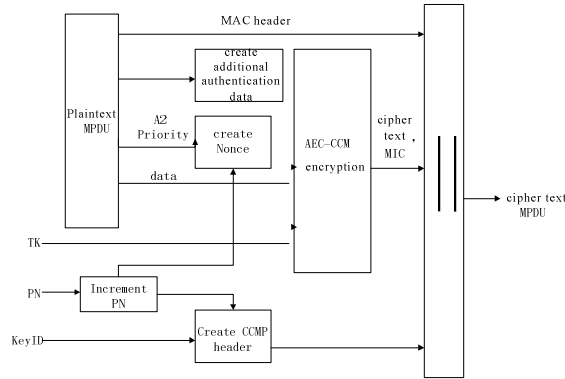 MAC header
create
additional
authentication
data
Plaintext
MPDU
A2
Priority
create
Nonce
AEC-CCM
encryption
cipher
text ,
MIC
data
cipher text
MPDU
TK
PN
Increment
PN
KeyID
Create CCMP
header